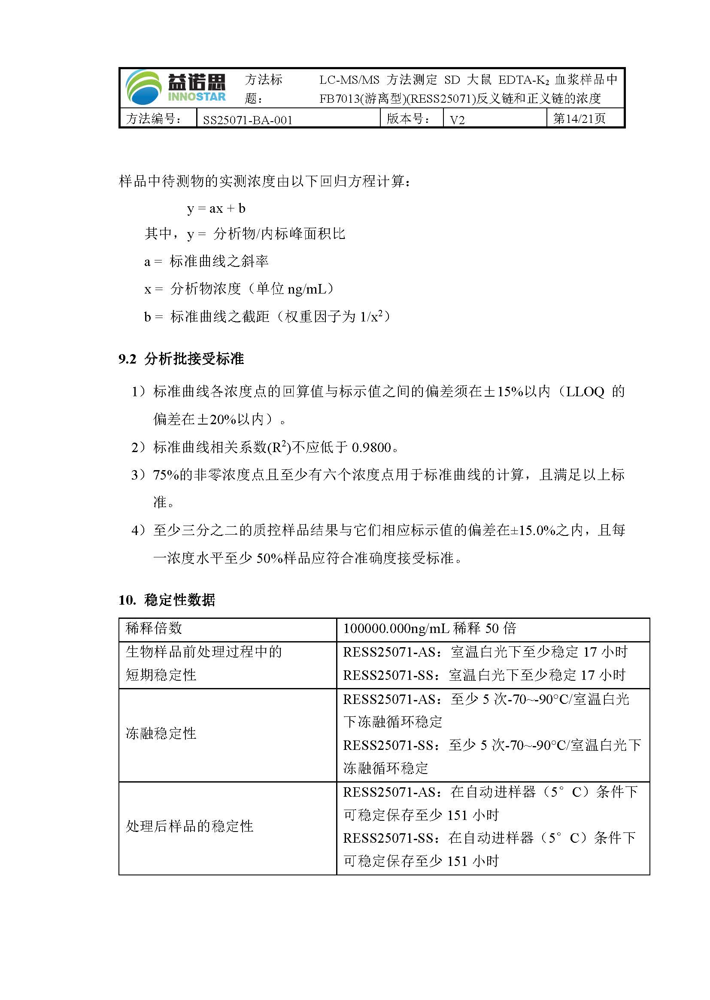 益诺思
INNOSTAR
方法标
题：
LC-MS/MS 方法测定 SD 大鼠 EDTA-K₂ 血浆样品中
FB7013(游离型)(RESS25071)反义链和正义链的浓度
方法编号： SS25071-BA-001 版本号： V2 第14/21页
样品中待测物的实测浓度由以下回归方程计算：
y = ax + b
其中，y = 分析物/内标峰面积比
a = 标准曲线之斜率
x = 分析物浓度（单位 ng/mL）
b = 标准曲线之截距（权重因子为 1/x²）
9.2 分析批接受标准
1）标准曲线各浓度点的回算值与标示值之间的偏差须在±15%以内（LLOQ 的
偏差在±20%以内）。
2）标准曲线相关系数(R²)不应低于 0.9800。
3）75%的非零浓度点且至少有六个浓度点用于标准曲线的计算，且满足以上标
准。
4）至少三分之二的质控样品结果与它们相应标示值的偏差在±15.0%之内，且每
一浓度水平至少 50%样品应符合准确度接受标准。
10. 稳定性数据
稀释倍数
100000.000ng/mL 稀释 50 倍
生物样品前处理过程中的
短期稳定性
RESS25071-AS：室温白光下至少稳定 17 小时
RESS25071-SS：室温白光下至少稳定 17 小时
冻融稳定性
RESS25071-AS：至少 5 次-70~-90°C/室温白光
下冻融循环稳定
RESS25071-SS：至少 5 次-70~-90°C/室温白光下
冻融循环稳定
处理后样品的稳定性
RESS25071-AS：在自动进样器（5° C）条件下
可稳定保存至少 151 小时
RESS25071-SS：在自动进样器（5° C）条件下
可稳定保存至少 151 小时